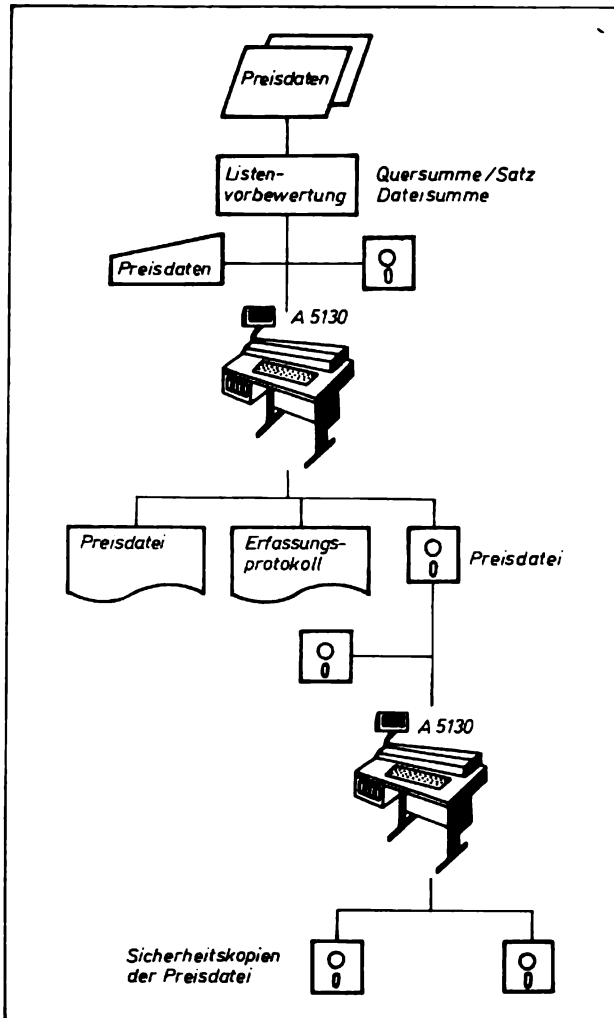 Preisdaten
Listen-
vorbewertung
Quersumme/Satz
Dateisumme
Preisdaten
A 5130
Preisdatei
Erfassungs-
protokoll
Preisdatei
A 5130
Sicherheitskopien
der Preisdatei